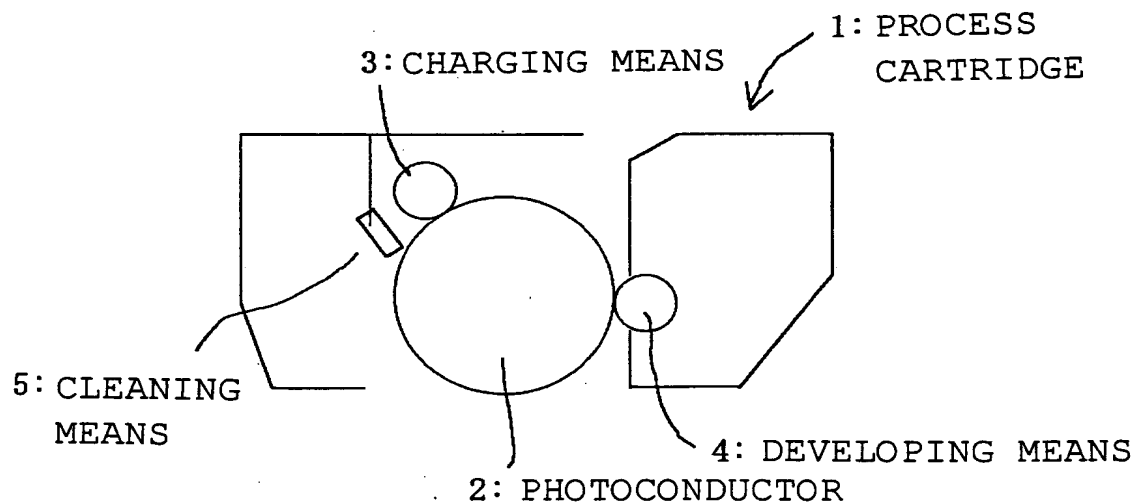 1: PROCESS
CARTRIDGE
3: CHARGING MEANS
5: CLEANING
MEANS
4: DEVELOPING MEANS
2: PHOTOCONDUCTOR